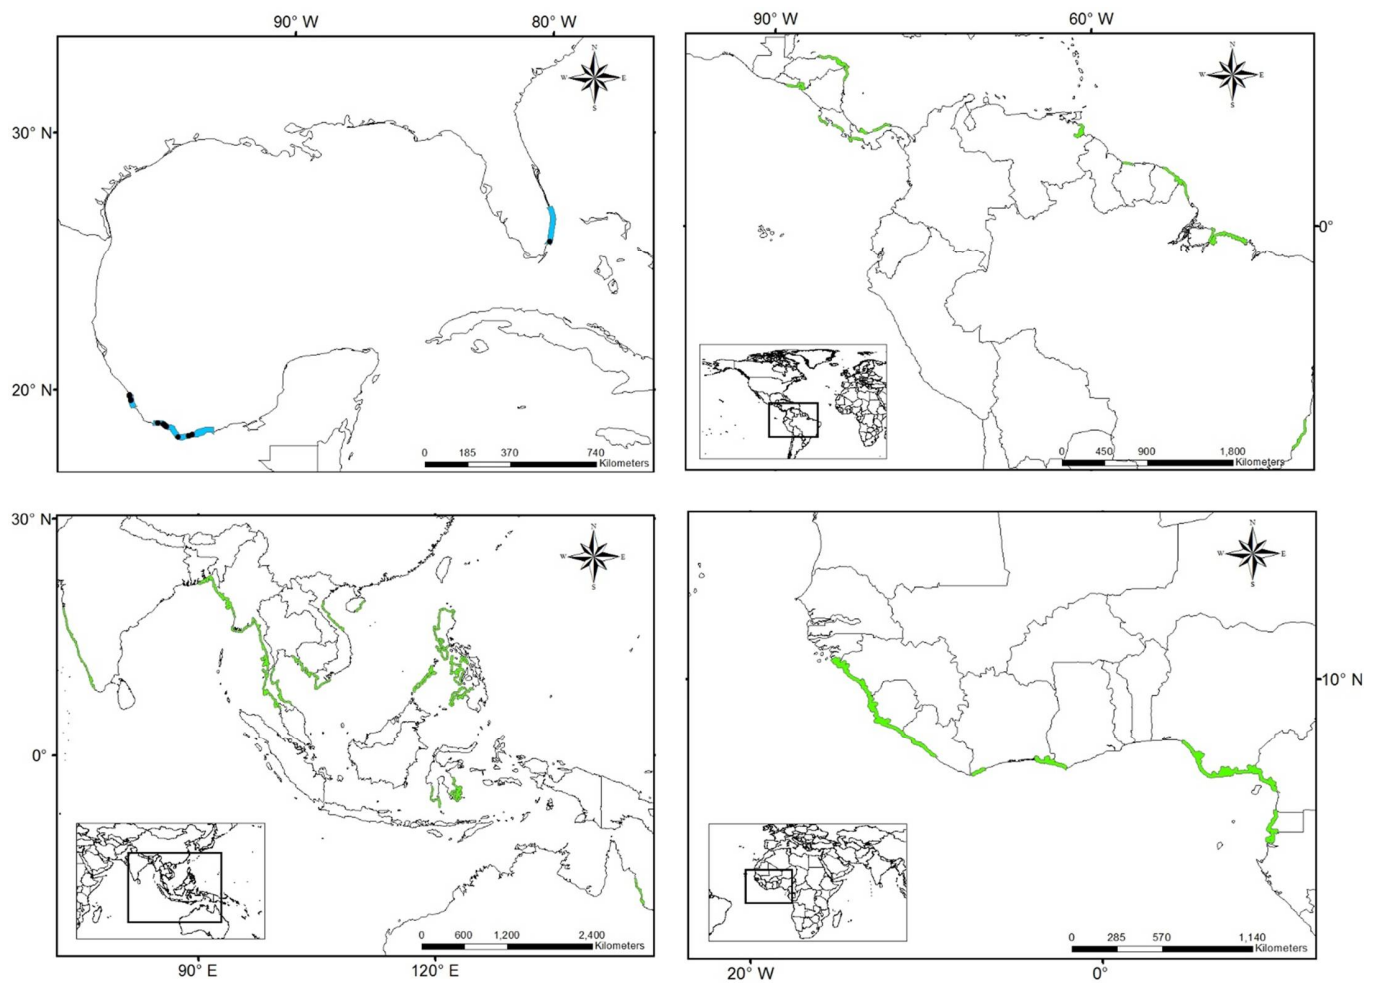 90° W
80° W
90° W
60° W
N
W
E
S
N
W
E
S
30° N
0°
20° N
0
185
370
740
Kilometers
0
450
900
1,800
Kilometers
30° N
N
W
E
S
N
W
E
S
10° N
0°
0
600
1,200
2,400
Kilometers
0
285
570
1,140
Kilometers
90° E
120° E
20° W
0°